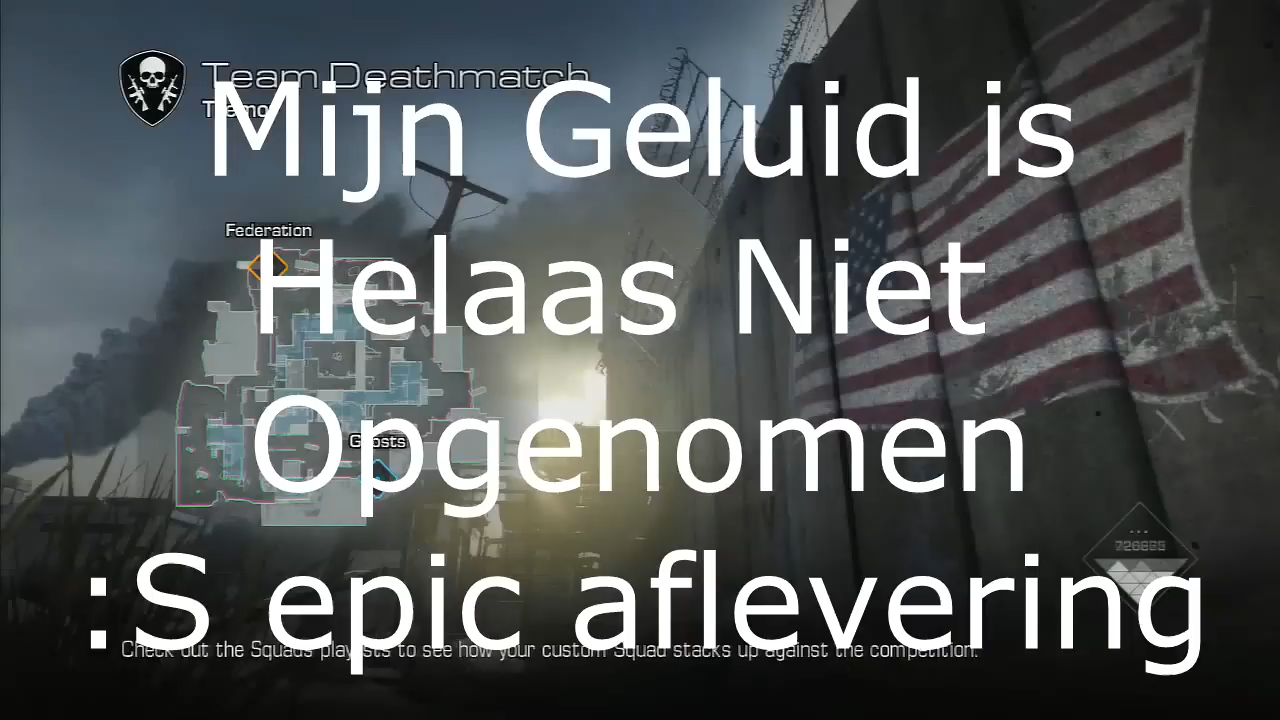 Team Deathmatch
Mijn Geluid is
Federation
Helaas Niet
Ghosts
Opgenomen
:S epic aflevering
Check out the Squads playlists to see how your custom Squad stacks up against the competition.